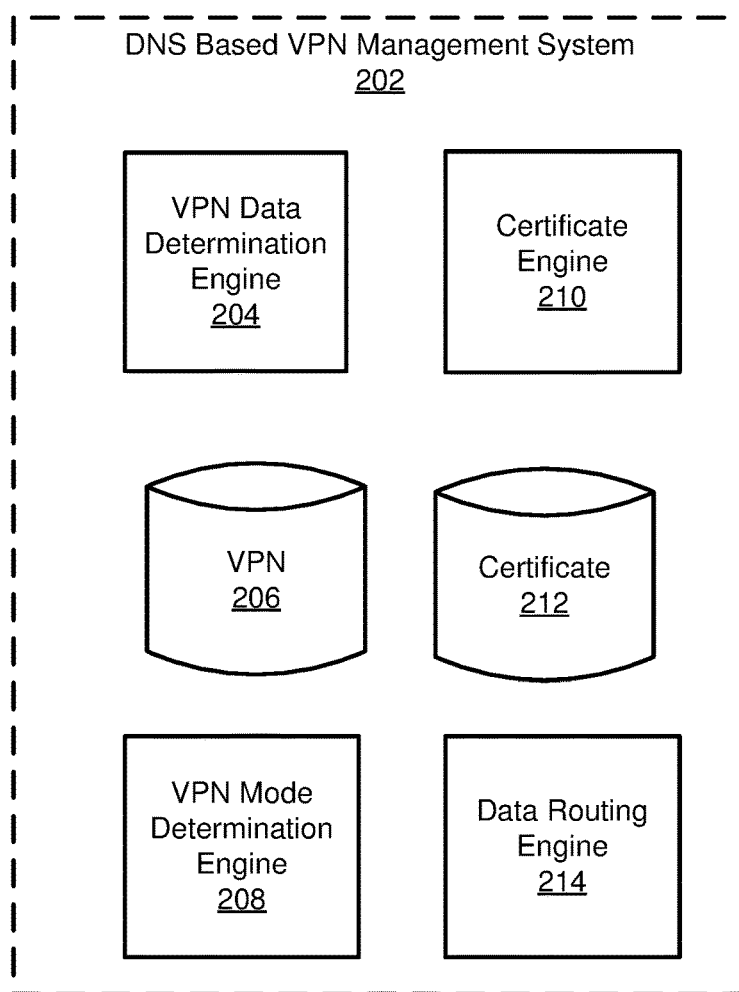 DNS Based VPN Management System
202
VPN Data
Determination
Engine
204
Certificate
Engine
210
VPN
206
Certificate
212
VPN Mode
Determination
Engine
208
Data Routing
Engine
214